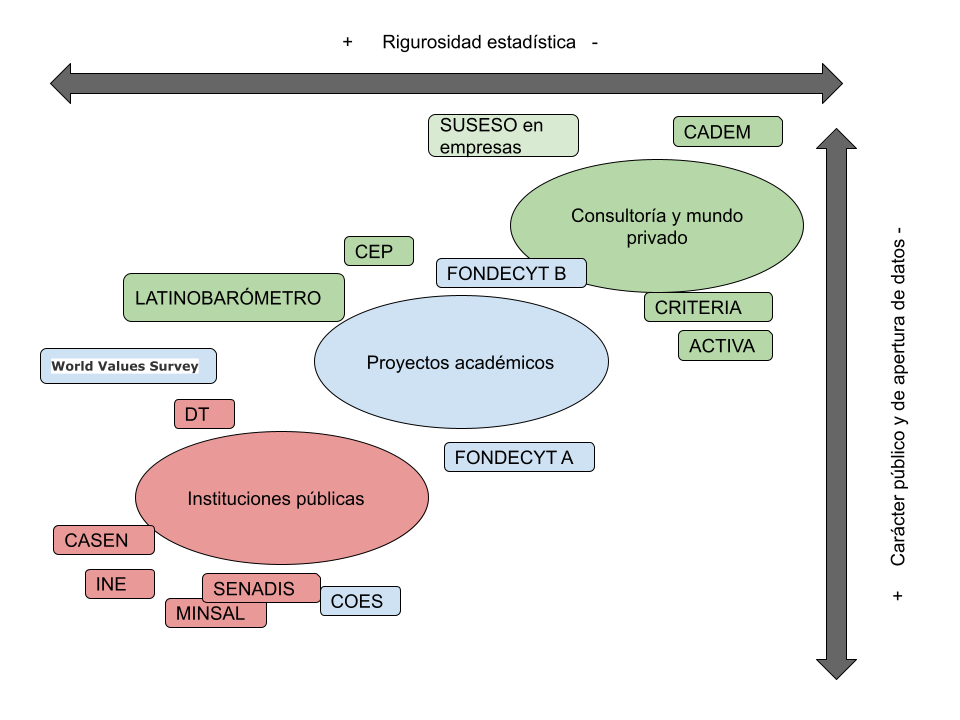 + Rigurosidad estadística -
SUSESO en
empresas
CADEM
Consultoría y mundo
privado
CEP
FONDECYT B
LATINOBARÓMETRO
CRITERIA
ACTIVA
World Values Survey
Proyectos académicos
DT
FONDECYT A
Instituciones públicas
CASEN
INE
SENADIS
COES
MINSAL
+ Carácter público y de apertura de datos -